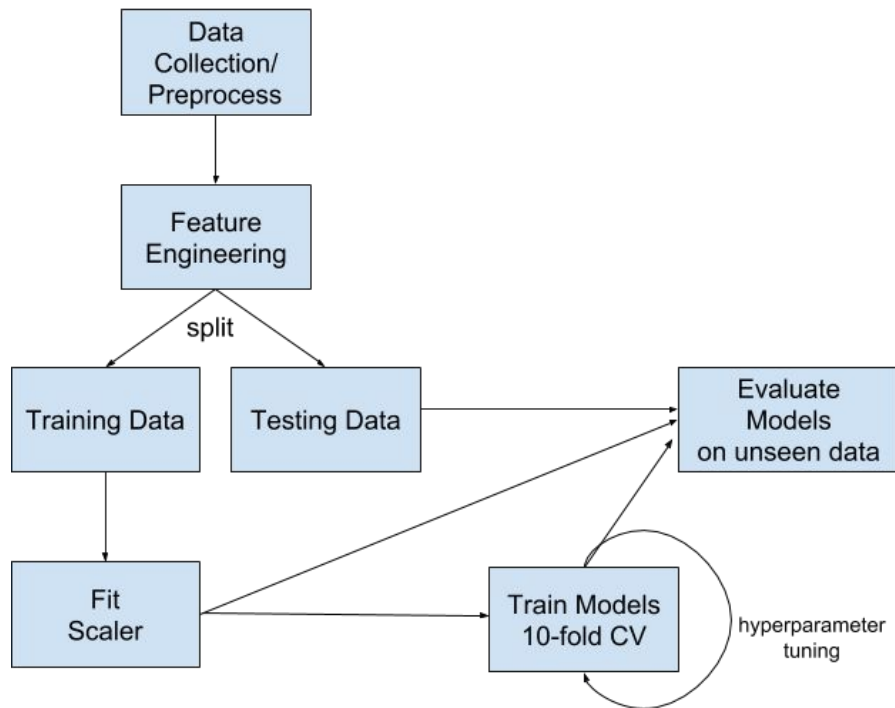 Data
Collection/
Preprocess
Feature
Engineering
split
Training Data
Testing Data
Evaluate
Models
on unseen data
Fit
Scaler
Train Models
10-fold CV
hyperparameter
tuning